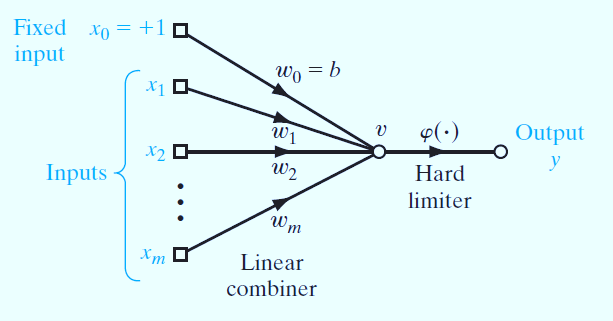 Fixed x₀ = +1
input
w₀ = b
x₁
w₁
v φ(·) Output
y
x₂
w₂
Inputs
Hard
limiter
wₘ
xₘ
Linear
combiner